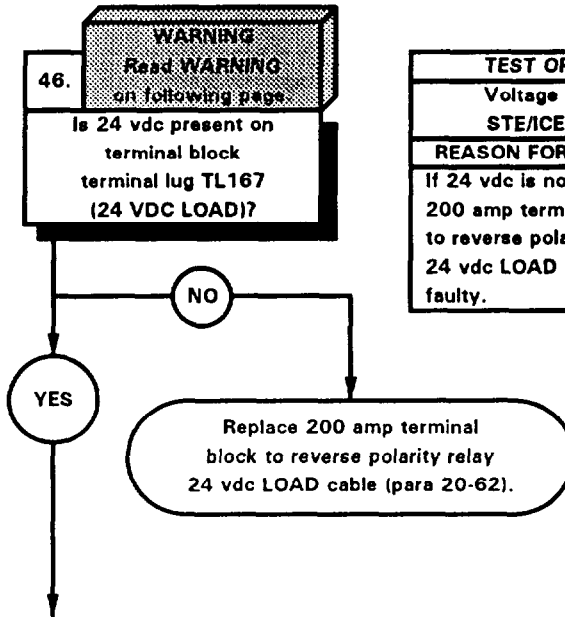 WARNING
Read WARNING
on following page
46.
Is 24 vdc present on
terminal block
terminal lug TL167
(24 VDC LOAD)?
NO
YES
Replace 200 amp terminal
block to reverse polarity relay
24 vdc LOAD cable (para 20-62).
TEST OP
Voltage
STE/ICE
REASON FOR
If 24 vdc is no
200 amp term
to reverse pola
24 vdc LOAD
faulty.